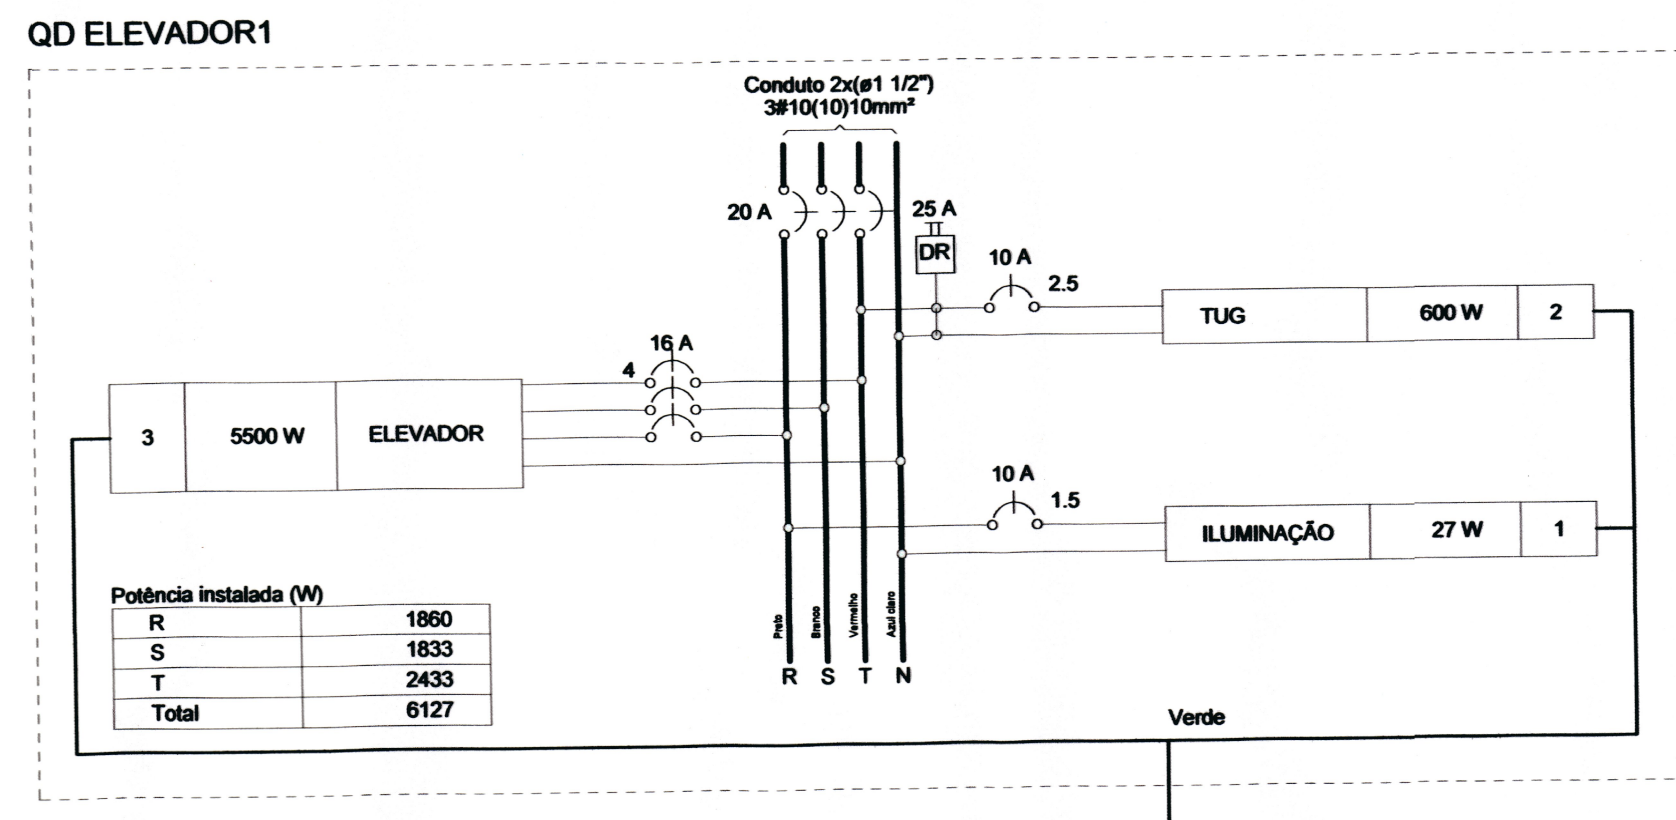 QD ELEVADOR1
Conduto 2x(ø1 1/2")
3#10(10)10mm²
20 A
25 A
DR
10 A
2.5
TUG 600 W 2
16 A
4
3 5500 W ELEVADOR
10 A
1.5
ILUMINAÇÃO 27 W 1
Potência instalada (W)
R 1860
S 1833
T 2433
Total 6127
Preto
Branco
Vermelho
Azul claro
R S T N
Verde